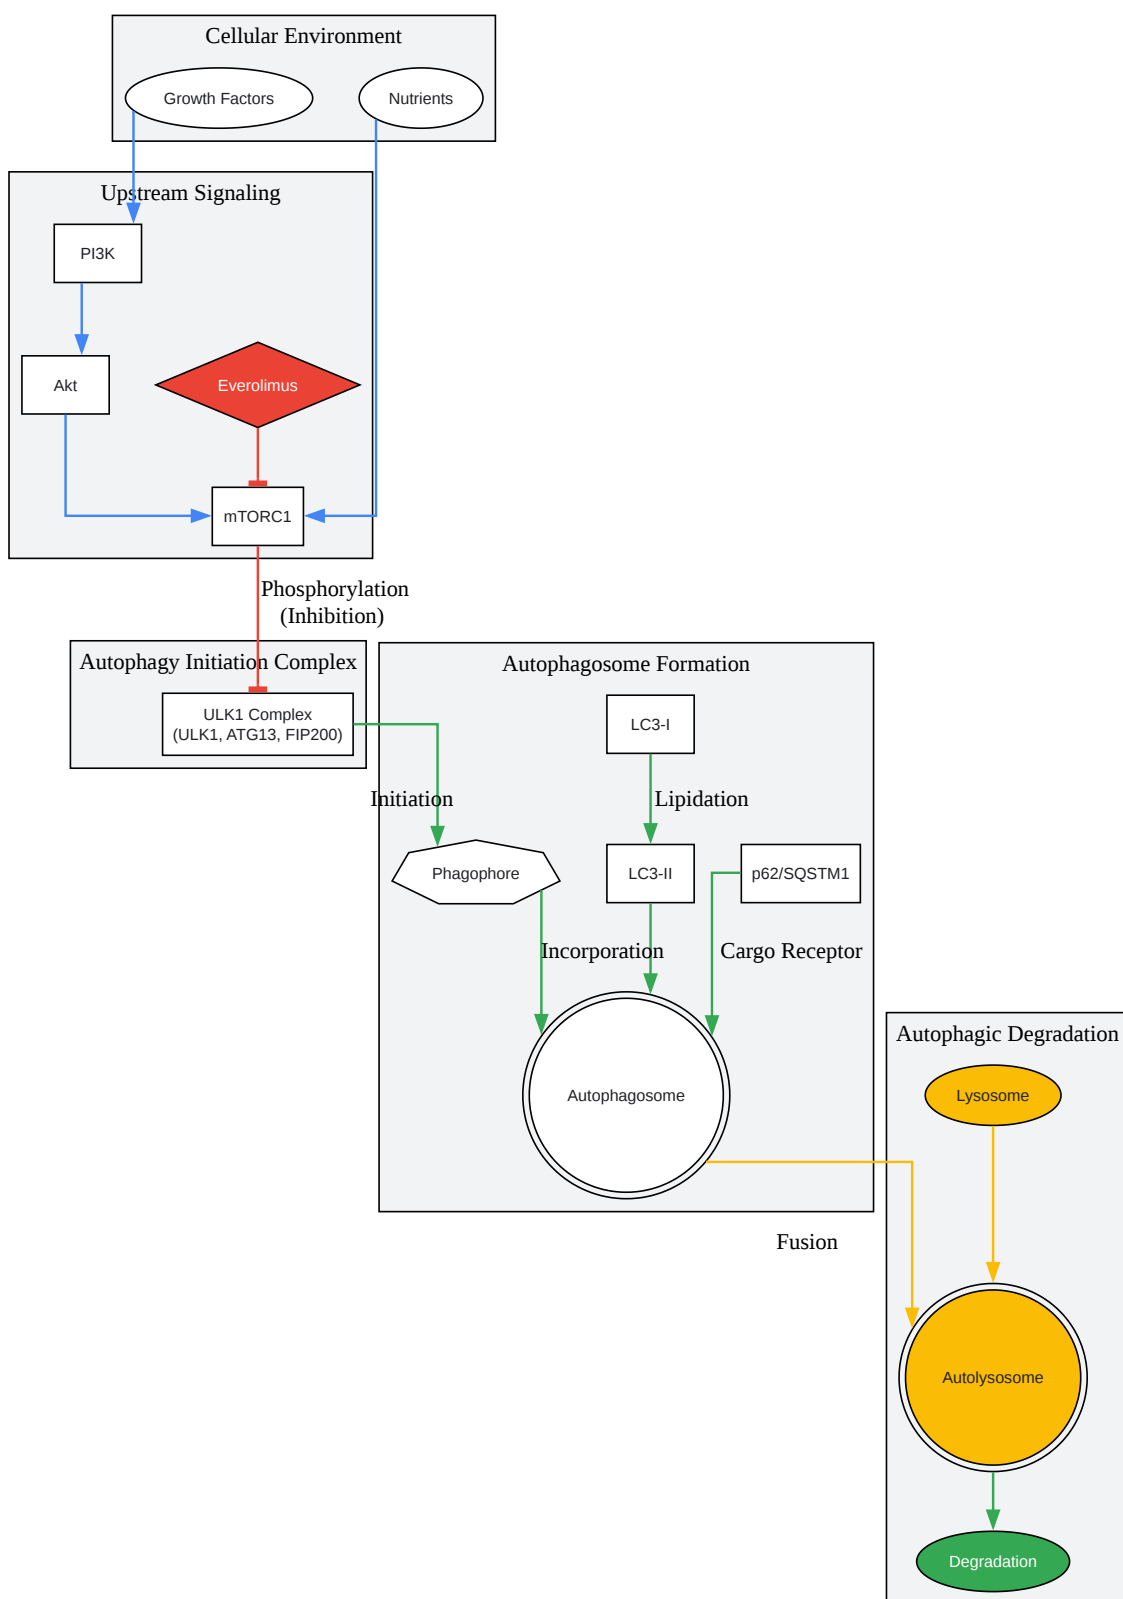 Cellular Environment
Growth Factors
Nutrients
Upstream Signaling
PI3K
Akt
Everolimus
mTORC1
Phosphorylation
(Inhibition)
Autophagy Initiation Complex
ULK1 Complex
(ULK1, ATG13, FIP200)
Autophagosome Formation
LC3-I
Initiation
Lipidation
Phagophore
LC3-II
p62/SQSTM1
Incorporation
Cargo Receptor
Autophagosome
Autophagic Degradation
Lysosome
Fusion
Autolysosome
Degradation